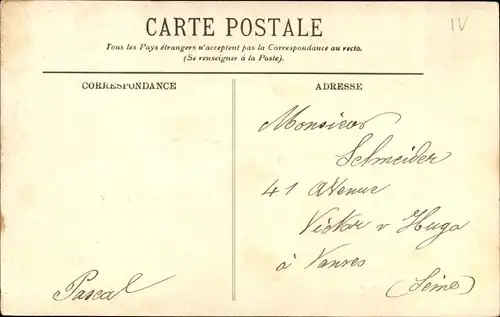 CARTE POSTALE
Tous les Pays étrangers n'acceptent pas la Correspondance au recto.
(Se renseigner à la Poste).
CORRESPONDANCE
ADRESSE
IV
Monsieur
Schneider
41 Avenue
Victor v Hugo
à Vanves
(Seine)
Pascal